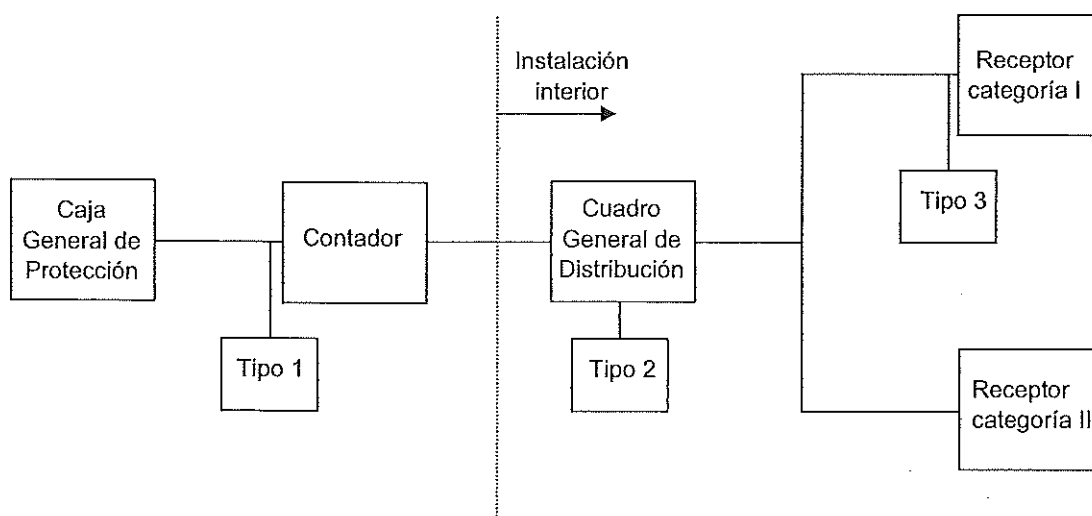 Instalación
interior
Receptor
categoría I
Caja
General de
Protección
Contador
Cuadro
General de
Distribución
Tipo 3
Tipo 1
Tipo 2
Receptor
categoría II